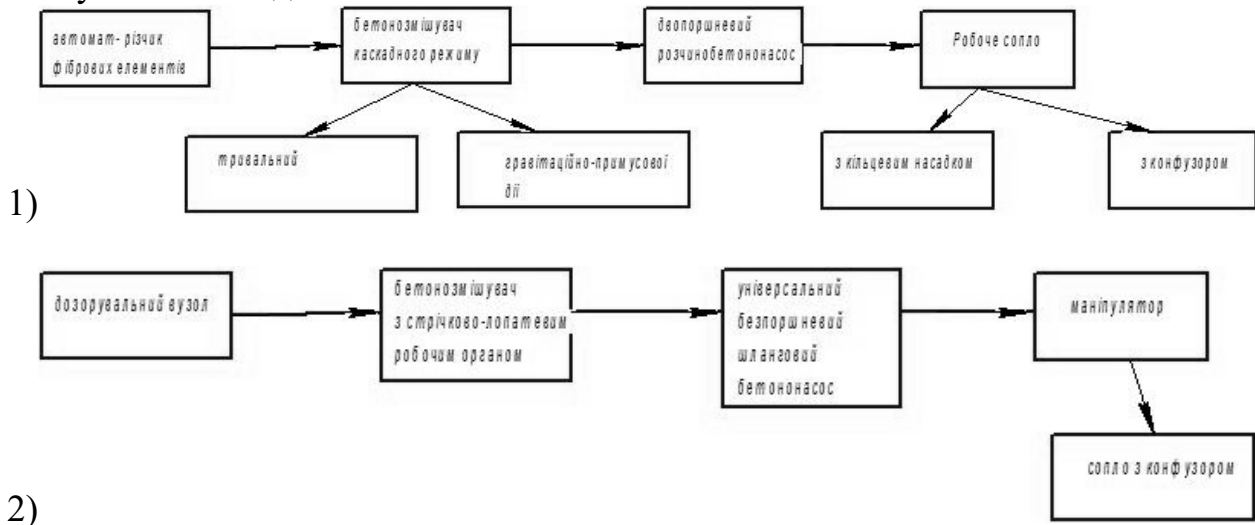 автомат- різчик
фібрових елементів
бетонозмішувач
каскадного режиму
двопоршневий
розчинобетононасос
Робоче сопло
тривальний
гравітаційно-примусової
дії
з кільцевим насадком
з конфузором
1)
дозорувальний вузол
бетонозмішувач
з стрічково-лопатевим
робочим органом
універсальний
безпоршневий
шланговий
бетононасос
маніпулятор
сопло з конфузором
2)